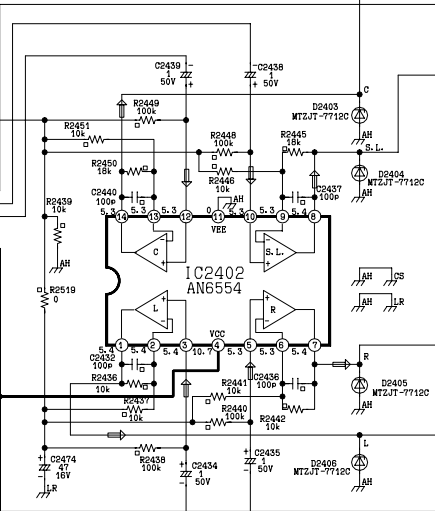 C2439
1
50V
C2438
1
50V
C
R2449
100k
D2403
MTZJT-7712C
R2451
10k
R2448
100k
R2445
18k
AH
S.L.
R2450
18k
R2446
10k
D2404
MTZJT-7712C
C2440
100p
AH
C2437
100p
R2439
10k
5.3 5.3 5.3 0 5.3 5.3 5.3
AH
14 13 12 11 10 9 8
VEE
C
S.L.
AH
IC2402
AN6554
AH CS
R2519
0
AH LR
L
R
VCC
1 2 3 4 5 6 7
5.4 5.4 5.4 10.7 5.3 5.3 5.4
R
C2432
100p
C2436
100p
R2436
10k
R2441
10k
D2405
MTZJT-7712C
R2437
10k
R2440
100k
R2442
10k
AH
L
C2474
47
16V
R2438
100k
C2434
1
50V
C2435
1
50V
D2406
MTZJT-7712C
LR
AH